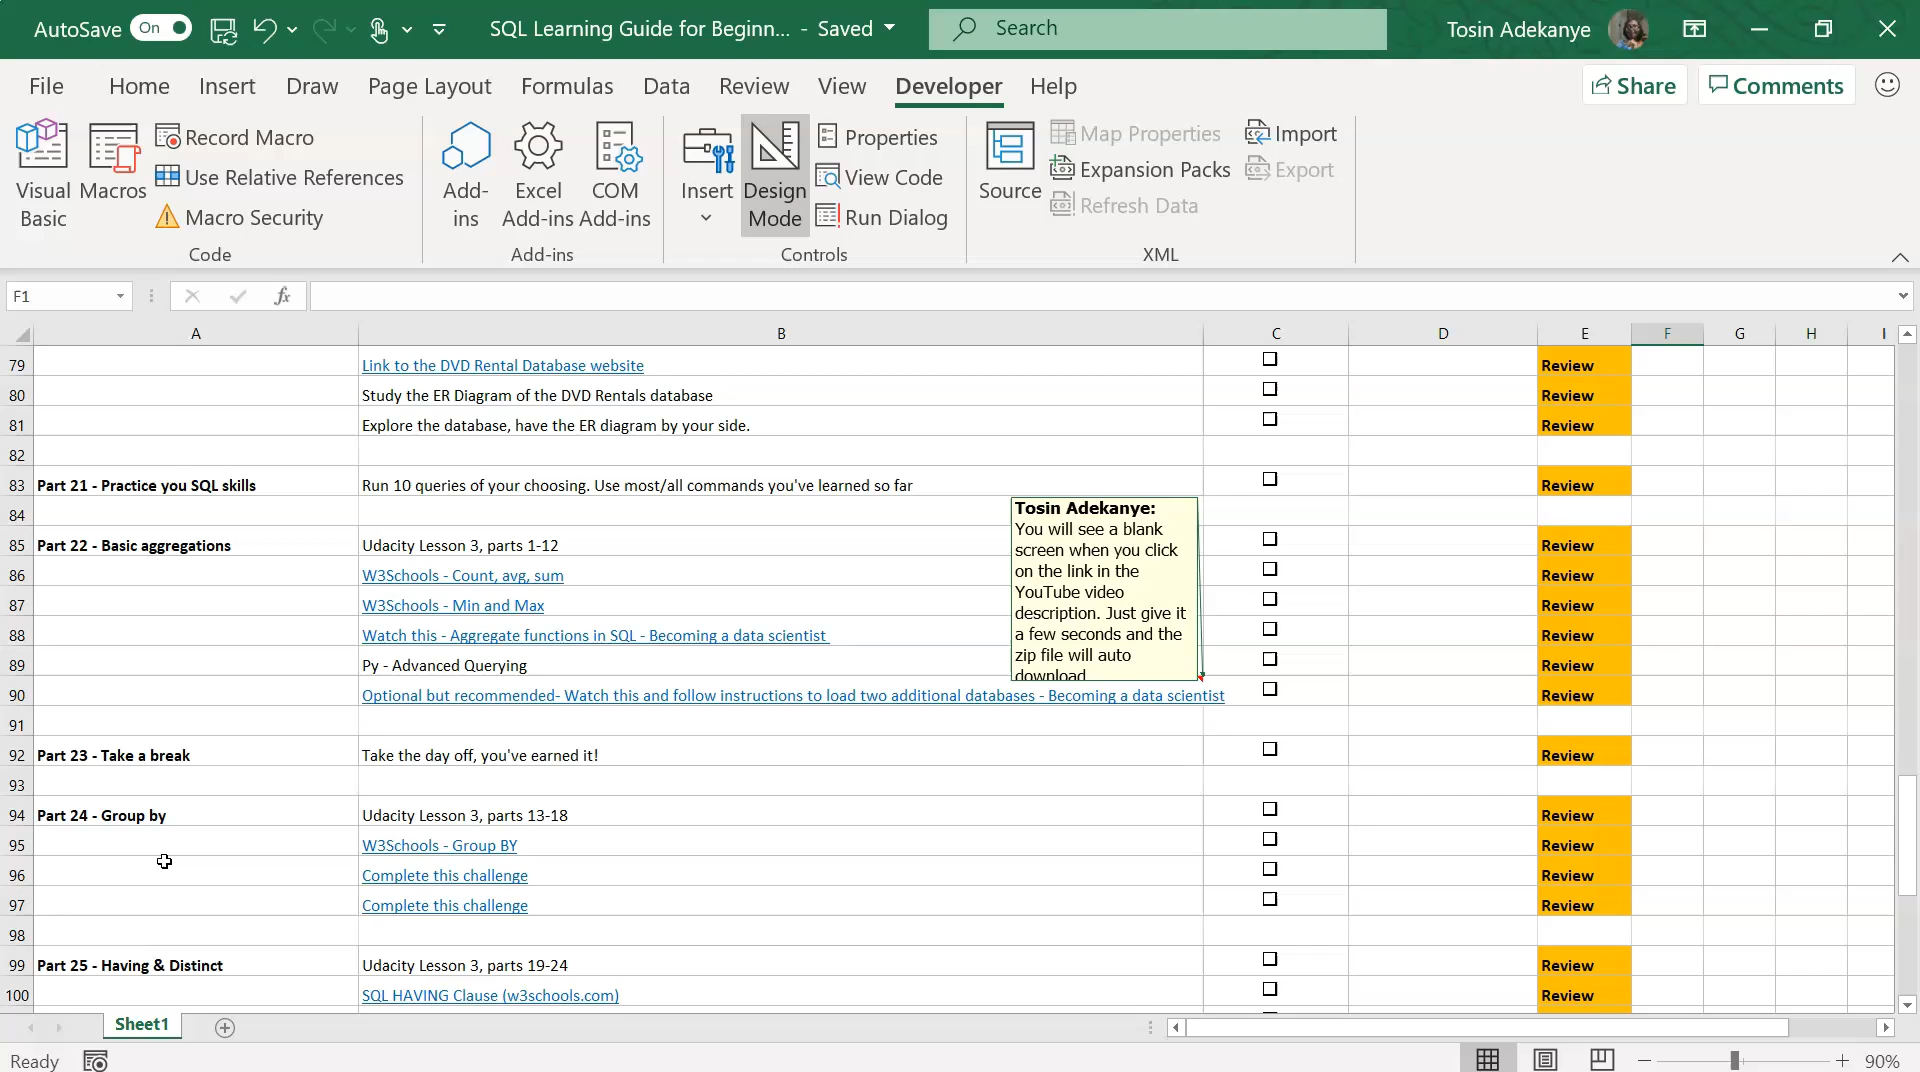 AutoSave On SQL Learning Guide for Beginn... - Saved Search Tosin Adekanye
File Home Insert Draw Page Layout Formulas Data Review View Developer Help Share Comments
Visual Basic
Macros
Record Macro
Use Relative References
Macro Security
Code
Add-ins
Excel Add-ins
COM Add-ins
Add-ins
Insert
Design Mode
Properties
View Code
Run Dialog
Controls
Source
Map Properties
Expansion Packs
Refresh Data
Import
Export
XML
F1 fx
A B C D E F G H I
79 Link to the DVD Rental Database website Review
80 Study the ER Diagram of the DVD Rentals database Review
81 Explore the database, have the ER diagram by your side. Review
82
83 Part 21 - Practice you SQL skills Run 10 queries of your choosing. Use most/all commands you've learned so far Review
84
85 Part 22 - Basic aggregations Udacity Lesson 3, parts 1-12 Review
86 W3Schools - Count, avg, sum Review
87 W3Schools - Min and Max Review
88 Watch this - Aggregate functions in SQL - Becoming a data scientist Review
89 Py - Advanced Querying Review
90 Optional but recommended- Watch this and follow instructions to load two additional databases - Becoming a data scientist Review
91
92 Part 23 - Take a break Take the day off, you've earned it! Review
93
94 Part 24 - Group by Udacity Lesson 3, parts 13-18 Review
95 W3Schools - Group BY Review
96 Complete this challenge Review
97 Complete this challenge Review
98
99 Part 25 - Having & Distinct Udacity Lesson 3, parts 19-24 Review
100 SQL HAVING Clause (w3schools.com) Review
Tosin Adekanye:
You will see a blank
screen when you click
on the link in the
YouTube video
description. Just give it
a few seconds and the
zip file will auto
download
Sheet1
Ready 90%